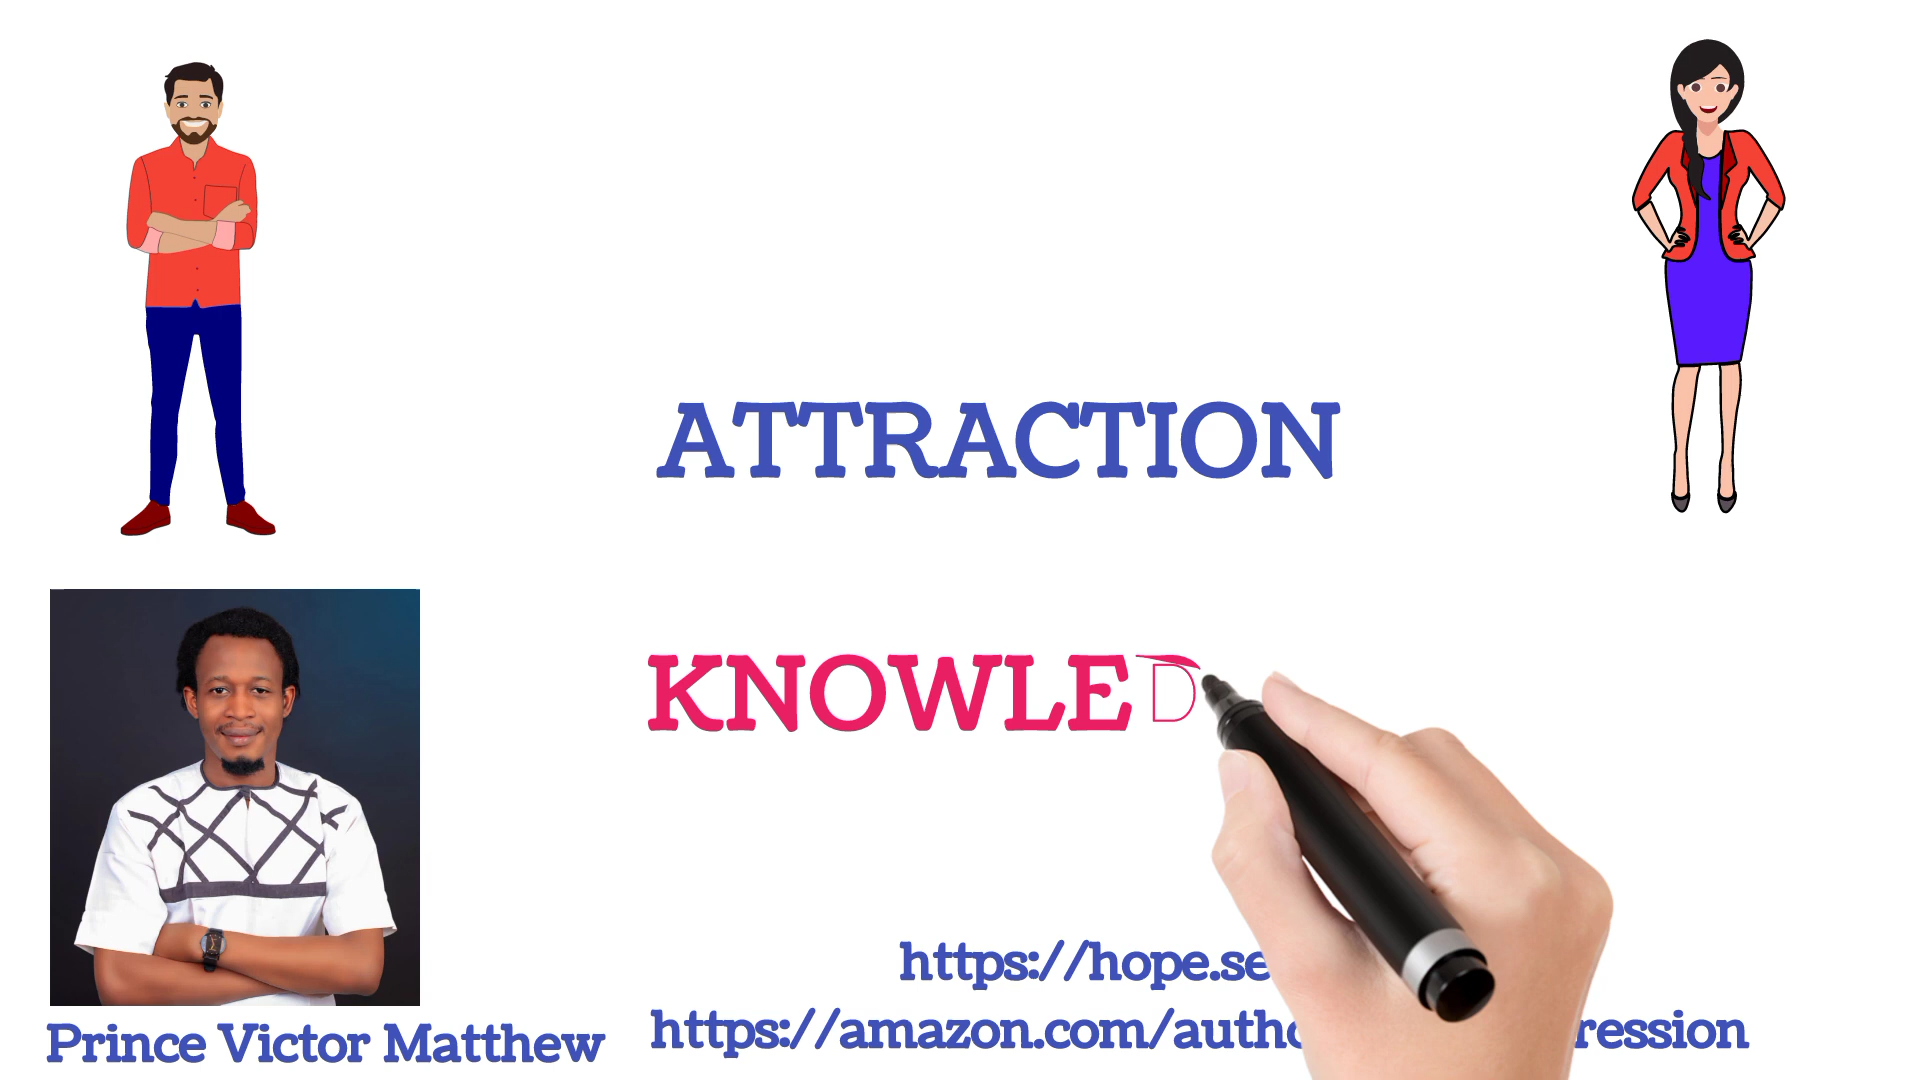 ATTRACTION
KNOWLED
https://hope.se
https://amazon.com/autho ression
Prince Victor Matthew